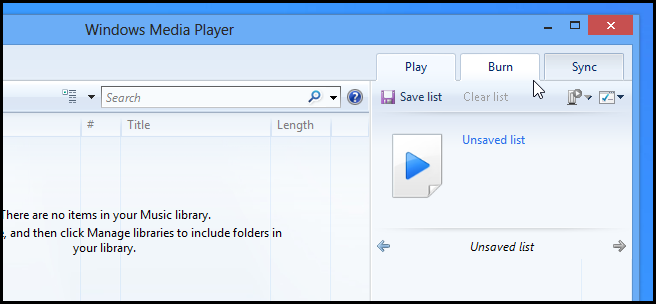 Windows Media Player
Play Burn Sync
Search
Save list Clear list
# Title Length
Unsaved list
There are no items in your Music library.
, and then click Manage libraries to include folders in
your library.
Unsaved list